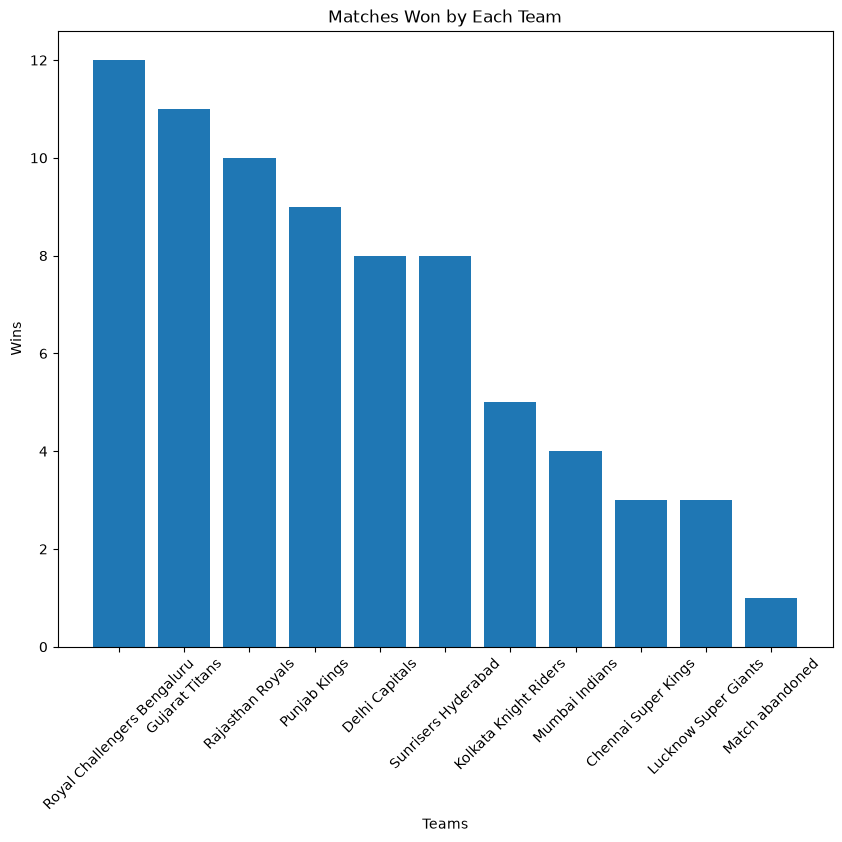 Matches Won by Each Team
Wins
12
10
8
6
4
2
0
Royal Challengers Bengaluru
Gujarat Titans
Rajasthan Royals
Punjab Kings
Delhi Capitals
Sunrisers Hyderabad
Kolkata Knight Riders
Mumbai Indians
Chennai Super Kings
Lucknow Super Giants
Match abandoned
Teams